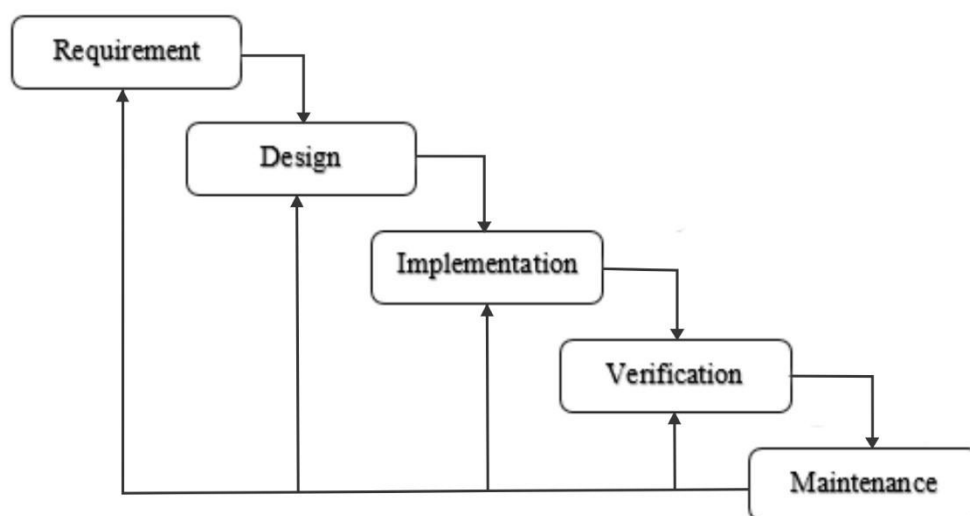 Requirement
Design
Implementation
Verification
Maintenance